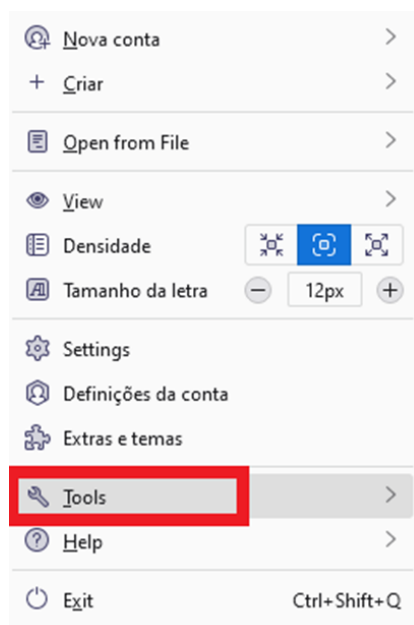 Nova conta
Criar
Open from File
View
Densidade
Tamanho da letra 12px
Settings
Definições da conta
Extras e temas
Tools
Help
Exit Ctrl+Shift+Q